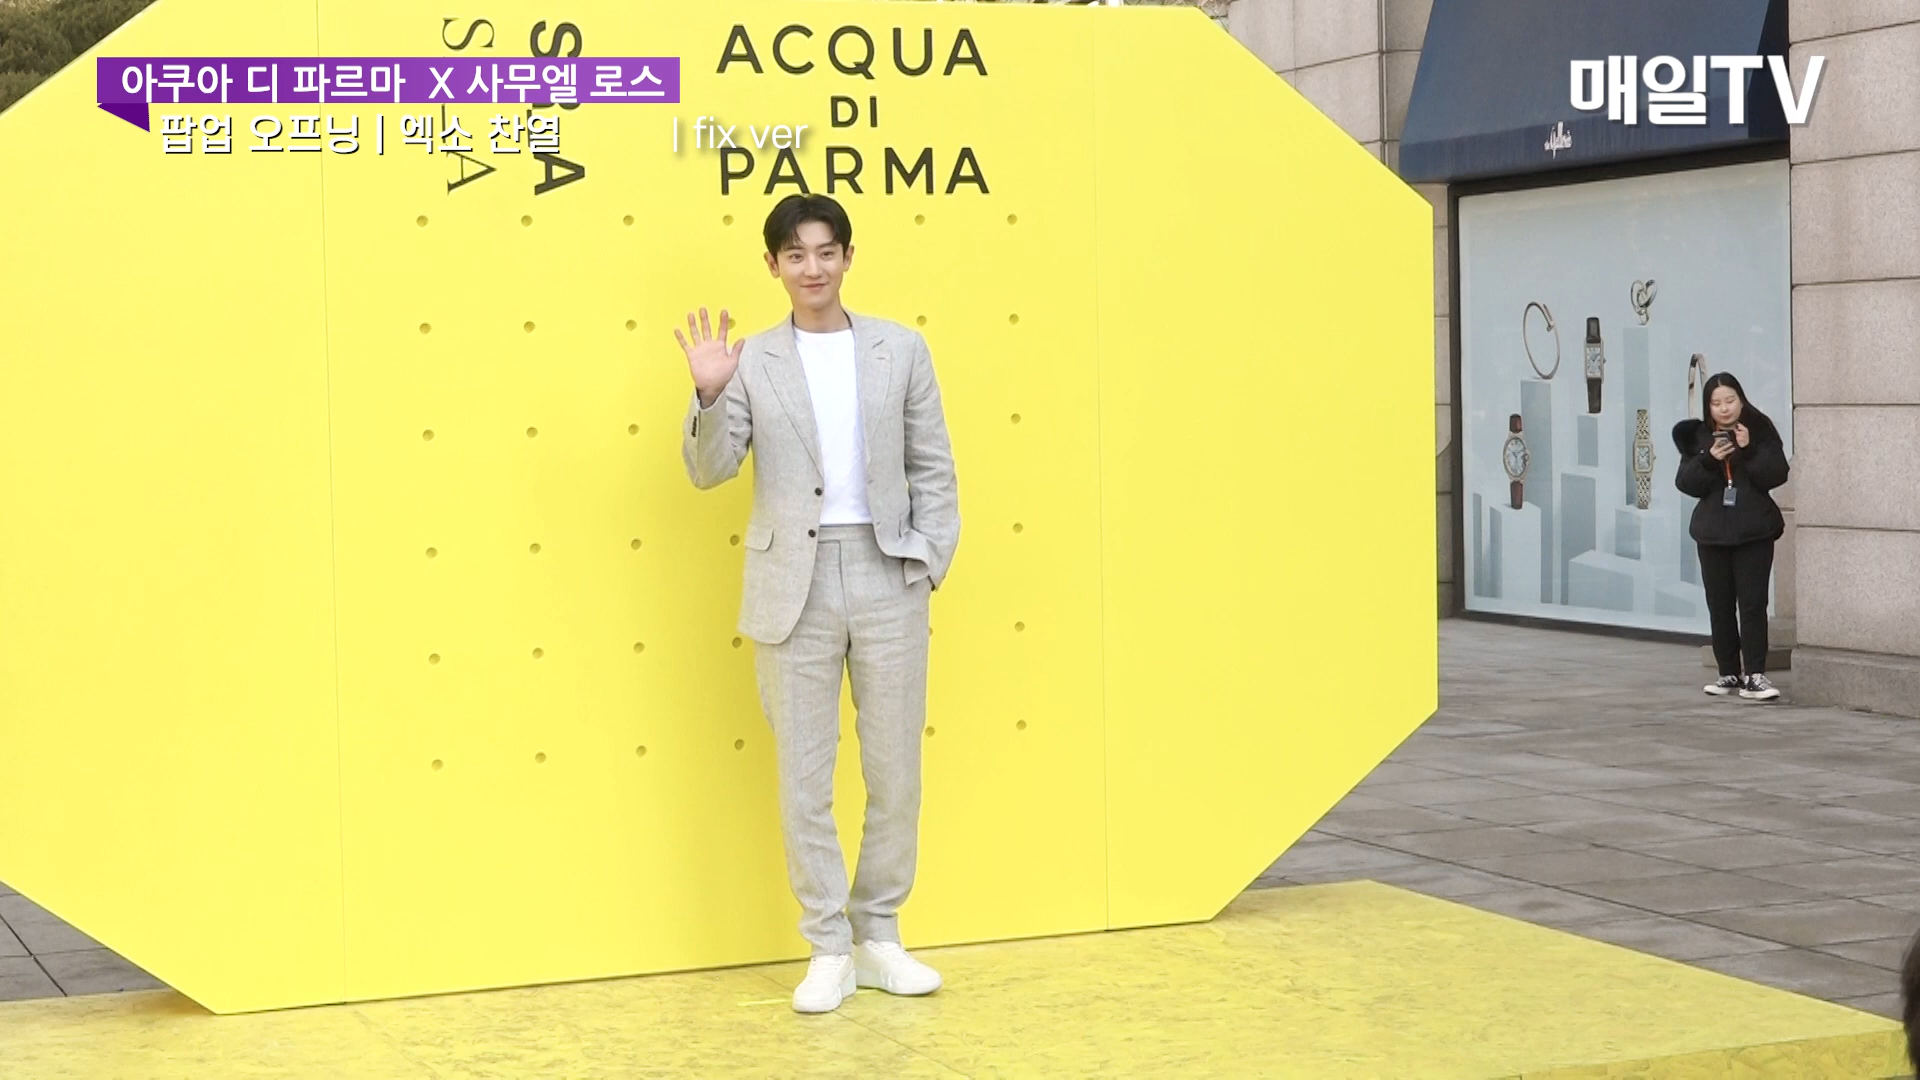 아쿠아 디 파르마 X 사무엘 로스
팝업 오프닝 | 엑소 찬열 | fix ver
ACQUA
DI
PARMA
매일TV